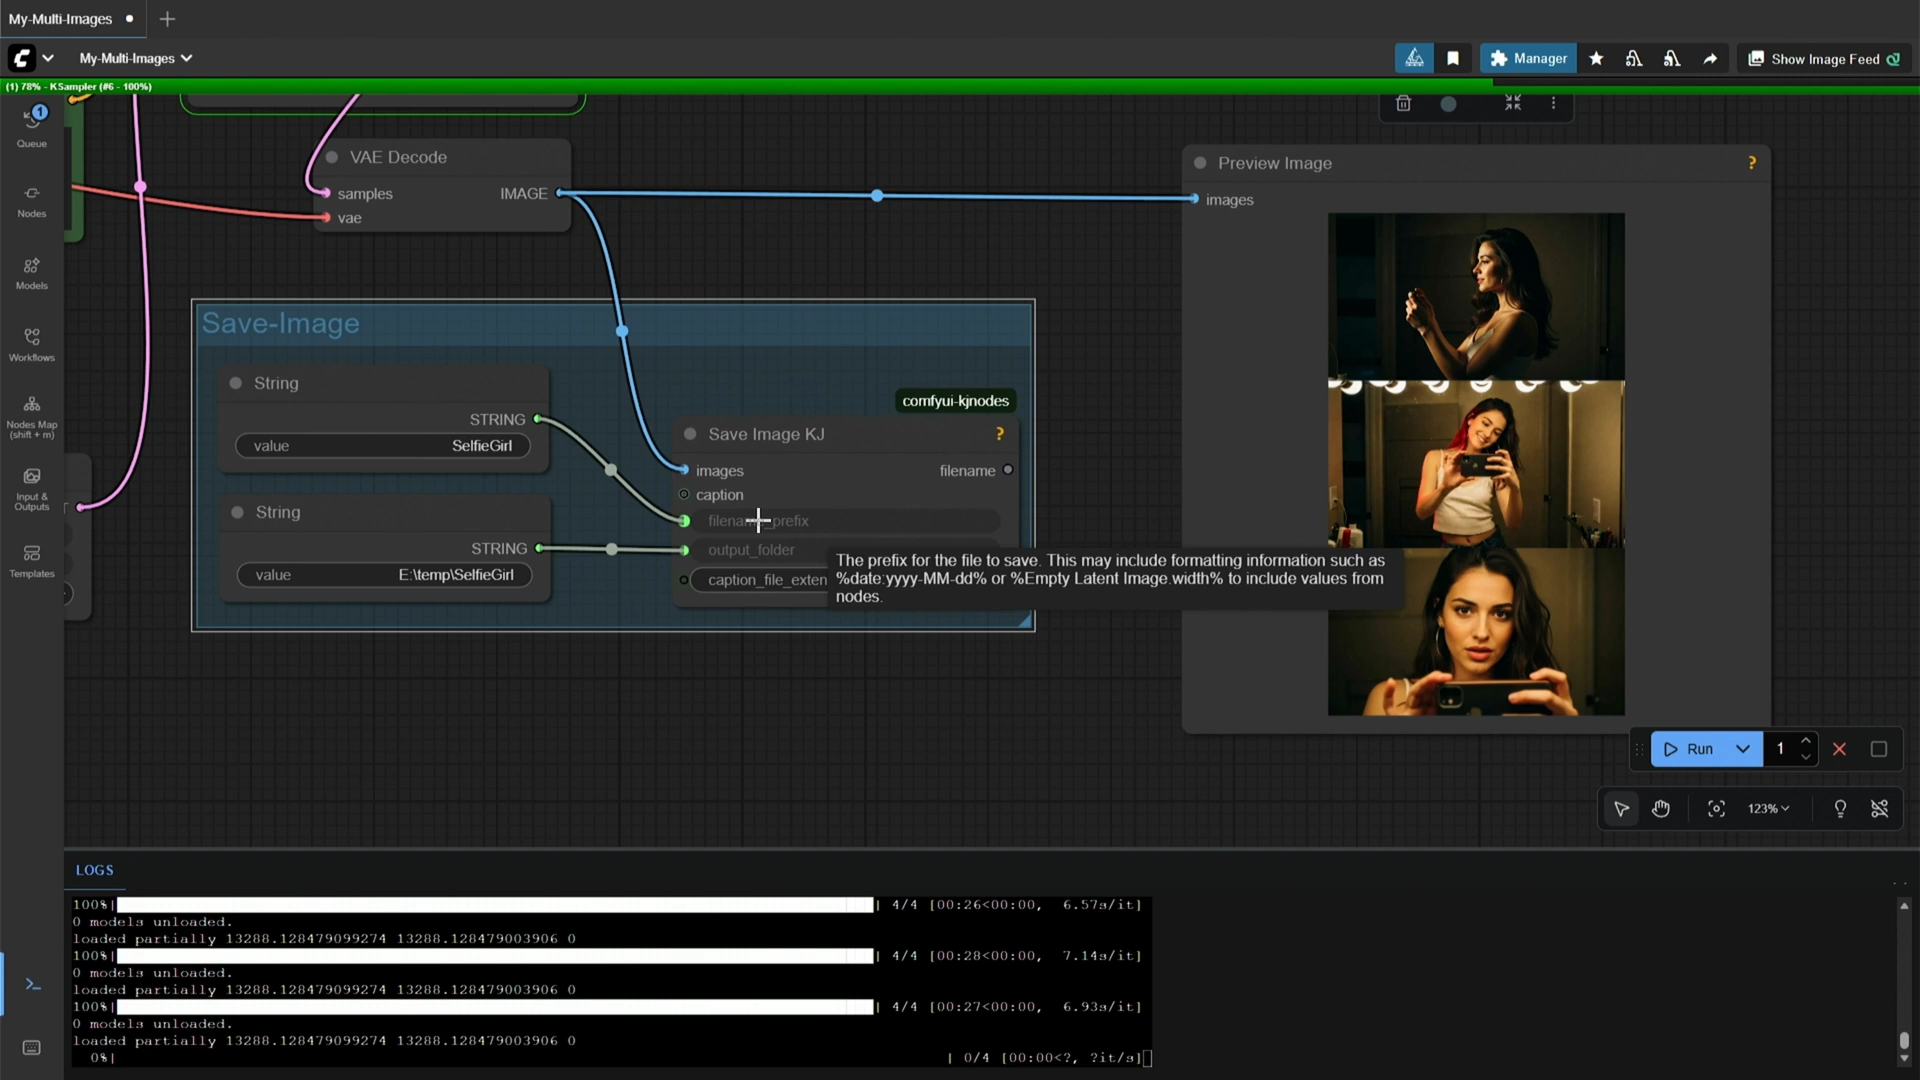 My-Multi-Images
My-Multi-Images
Manager
Show Image Feed
(1) 78% - KSampler (#6 - 100%)
1
Queue
Nodes
Models
Workflows
Nodes Map
(shift + m)
Input &
Outputs
Templates
VAE Decode
samples
IMAGE
vae
Preview Image
?
images
Save-Image
String
STRING
value
SelfieGirl
String
STRING
value
E:\temp\SelfieGirl
comfyui-kjnodes
Save Image KJ
?
images
filename
caption
filename_prefix
output_folder
caption_file_exten
The prefix for the file to save. This may include formatting information such as
%date:yyyy-MM-dd% or %Empty Latent Image.width% to include values from
nodes.
Run
1
123%
LOGS
100%| | 4/4 [00:26<00:00, 6.57s/it]
0 models unloaded.
loaded partially 13288.128479099274 13288.128479003906 0
100%| | 4/4 [00:28<00:00, 7.14s/it]
0 models unloaded.
loaded partially 13288.128479099274 13288.128479003906 0
100%| | 4/4 [00:27<00:00, 6.93s/it]
0 models unloaded.
loaded partially 13288.128479099274 13288.128479003906 0
0%| | 0/4 [00:00<?, ?it/s]